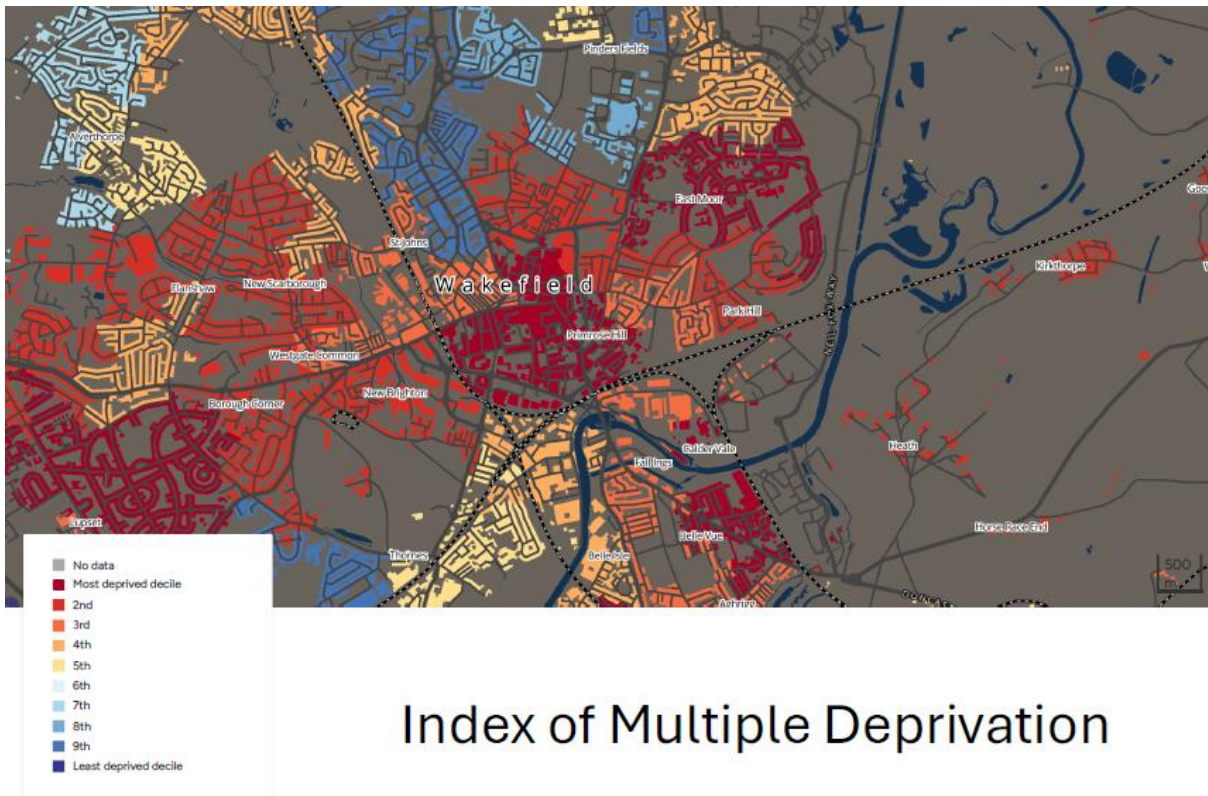 Pinders Fields
Alverthorpe
East Moor
Goo
St Johns
Kirkthorpe
Wakefield
Flanshaw
New Scarborough
Park Hill
Primrose Hill
Westgate Common
New Brighton
Borough Corner
Heath
Calder Vale
Fall Ings
Lupset
Horse Race End
Belle Vue
Thornes
Belle Isle
500
m
Agbrigg
No data
Most deprived decile
2nd
3rd
4th
5th
6th
7th
8th
9th
Least deprived decile
Index of Multiple Deprivation